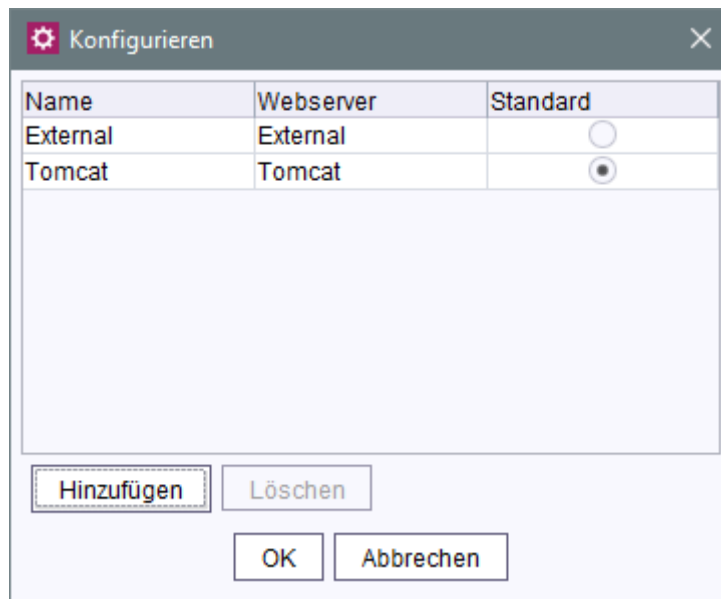 Konfigurieren
Name Webserver Standard
External External
Tomcat Tomcat
Hinzufügen Löschen
OK Abbrechen